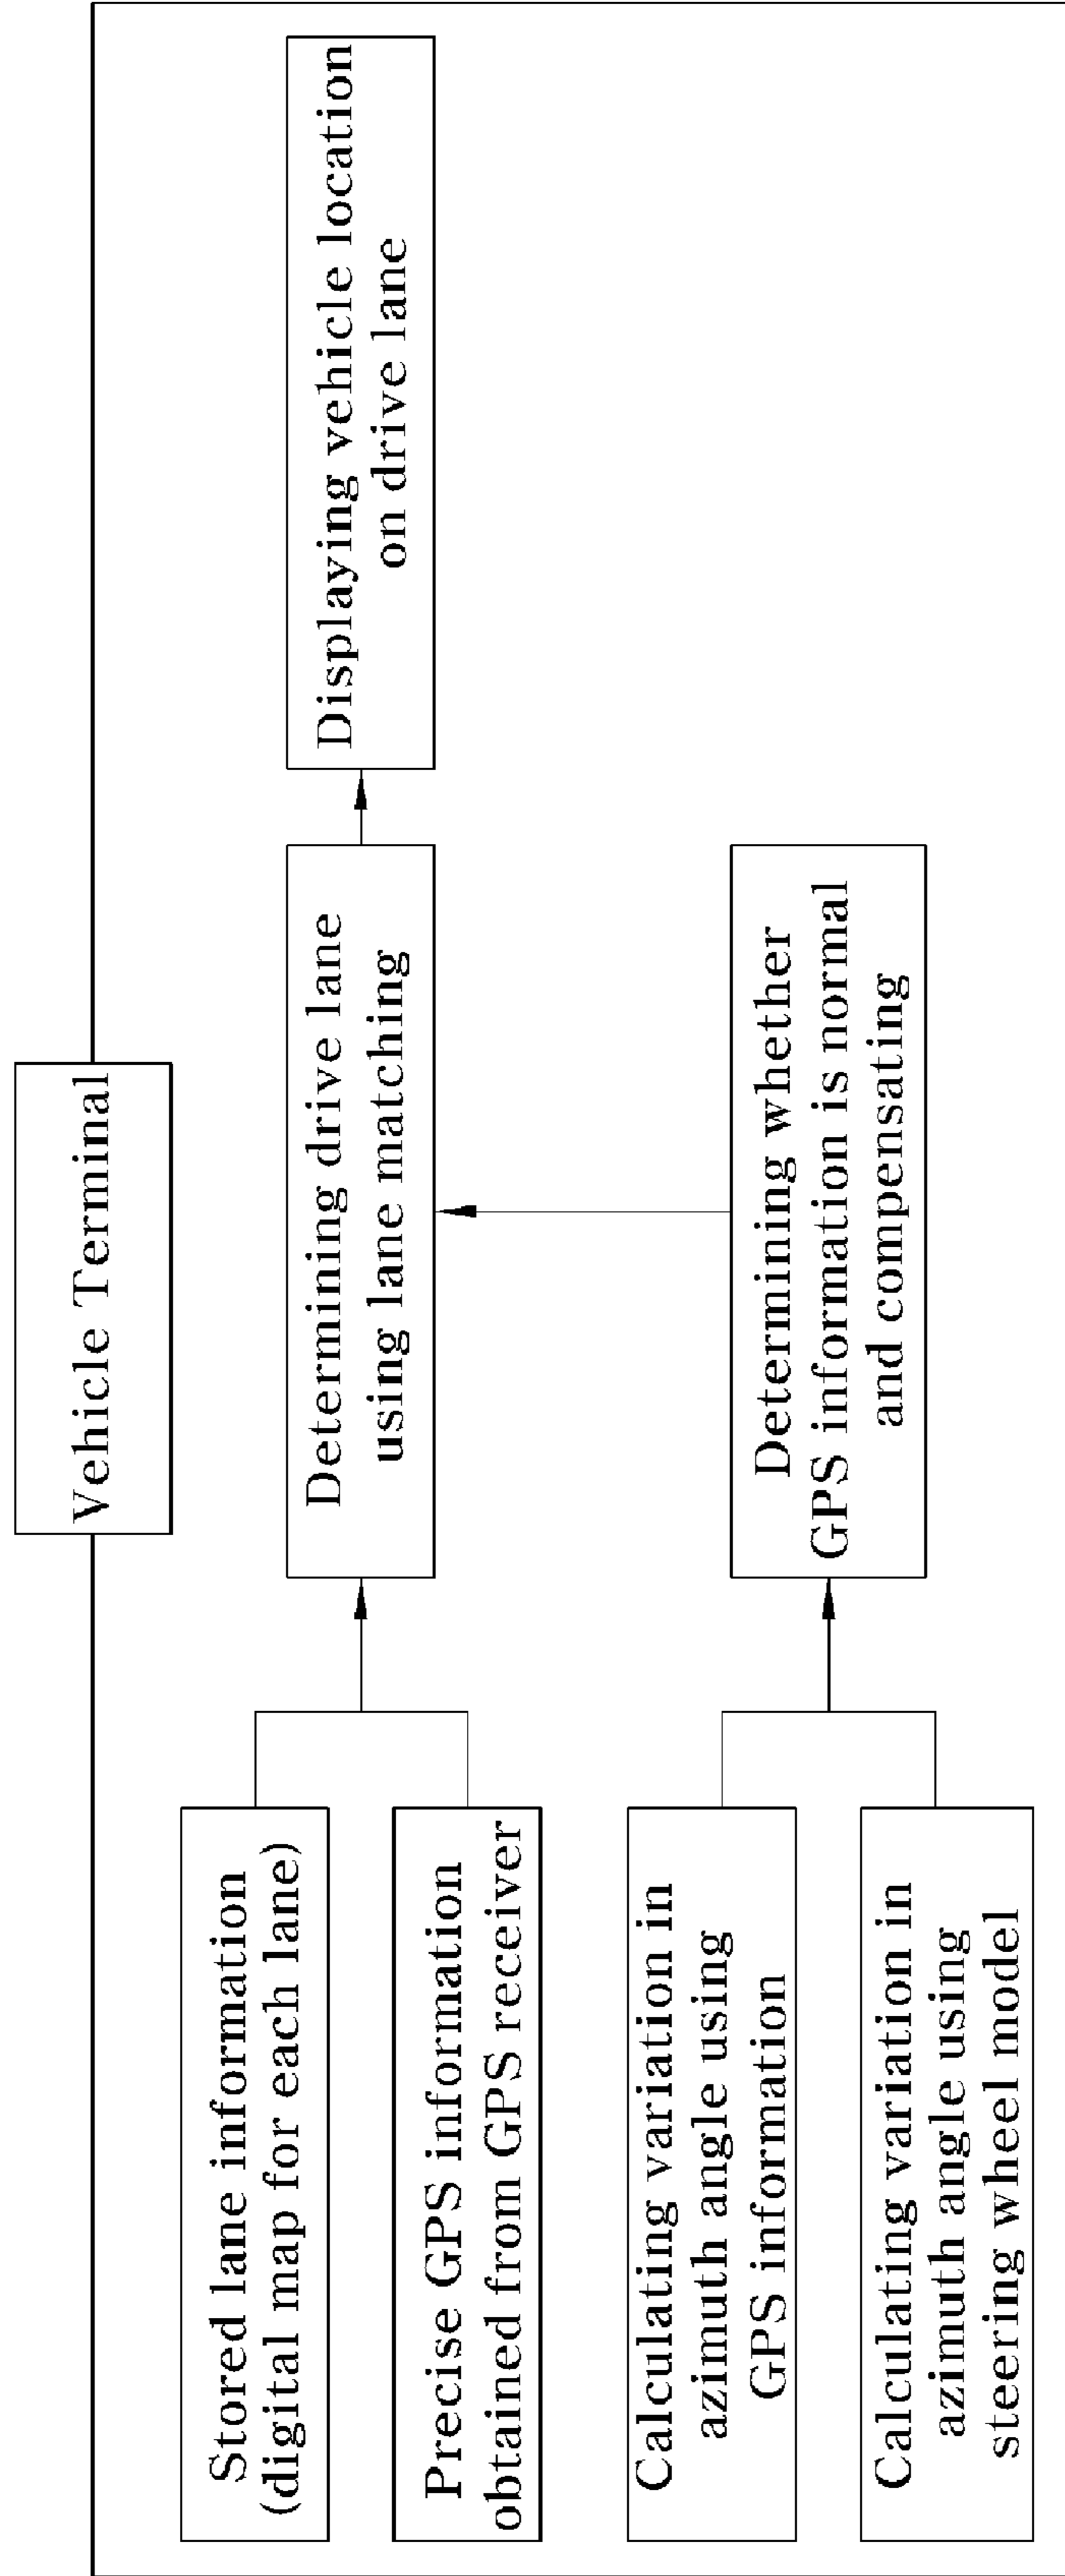 Vehicle Terminal
Stored lane information
(digital map for each lane)
Precise GPS information
obtained from GPS receiver
Determining drive lane
using lane matching
Displaying vehicle location
on drive lane
Calculating variation in
azimuth angle using
GPS information
Calculating variation in
azimuth angle using
steering wheel model
Determining whether
GPS information is normal
and compensating